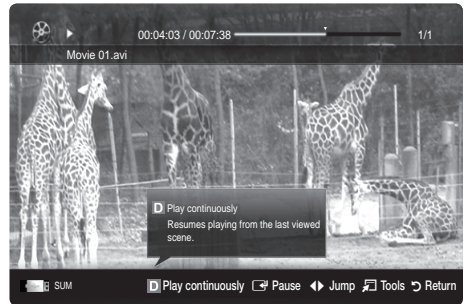 00:04:03 / 00:07:38 1/1
Movie 01.avi
D Play continuously
Resumes playing from the last viewed
scene.
SUM D Play continuously Pause Jump Tools Return